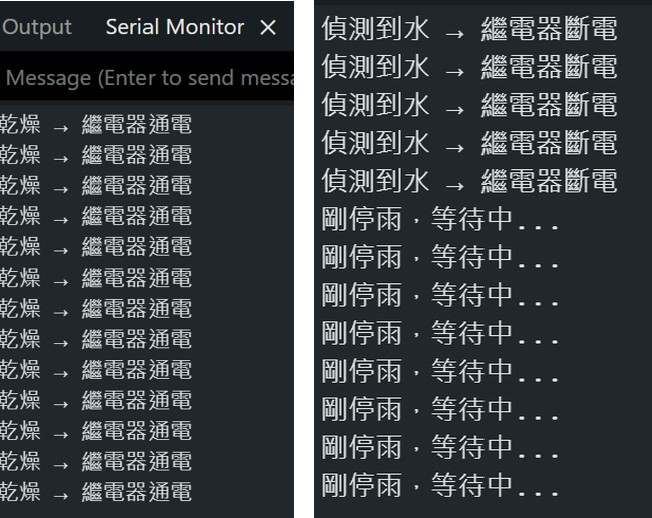 Output Serial Monitor ×
Message (Enter to send messa
乾燥 → 繼電器通電
乾燥 → 繼電器通電
乾燥 → 繼電器通電
乾燥 → 繼電器通電
乾燥 → 繼電器通電
乾燥 → 繼電器通電
乾燥 → 繼電器通電
乾燥 → 繼電器通電
乾燥 → 繼電器通電
乾燥 → 繼電器通電
乾燥 → 繼電器通電
乾燥 → 繼電器通電
乾燥 → 繼電器通電
偵測到水 → 繼電器斷電
偵測到水 → 繼電器斷電
偵測到水 → 繼電器斷電
偵測到水 → 繼電器斷電
偵測到水 → 繼電器斷電
剛停雨，等待中...
剛停雨，等待中...
剛停雨，等待中...
剛停雨，等待中...
剛停雨，等待中...
剛停雨，等待中...
剛停雨，等待中...
剛停雨，等待中...